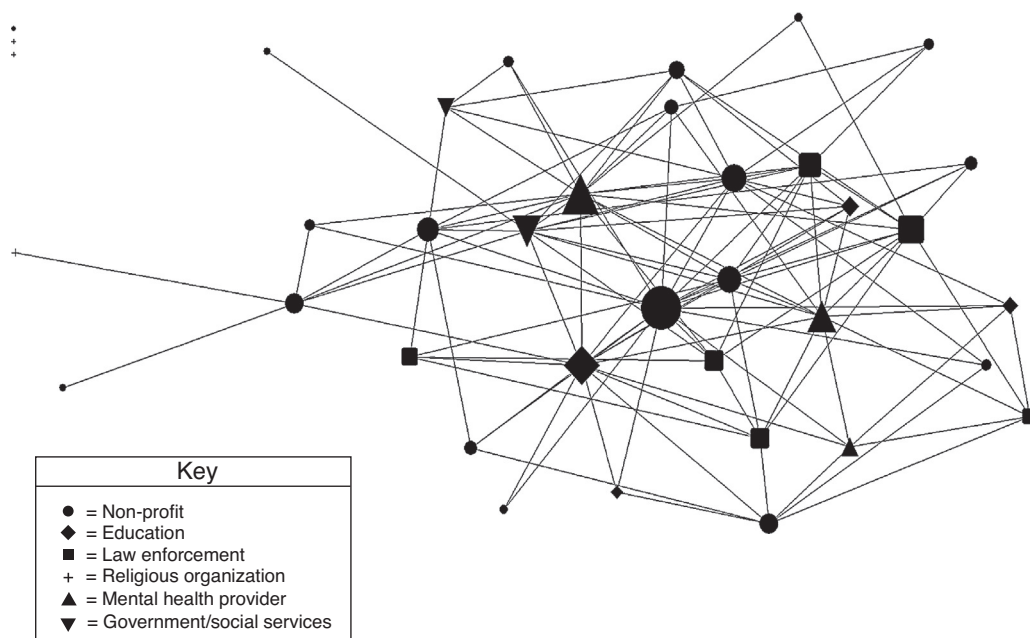 Key
● = Non-profit
◆ = Education
■ = Law enforcement
+ = Religious organization
▲ = Mental health provider
▼ = Government/social services